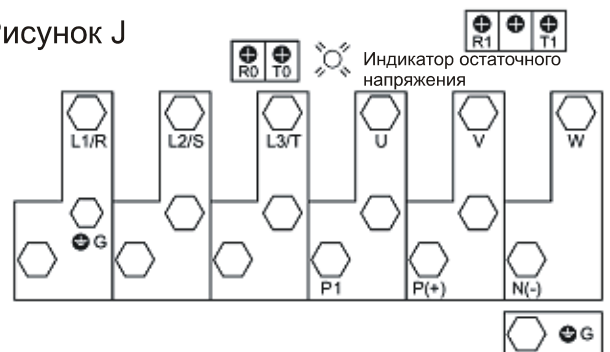 Рисунок J
R1 T1
R0 T0
Индикатор остаточного
напряжения
L1/R L2/S L3/T U V W
G
P1 P(+) N(-)
G